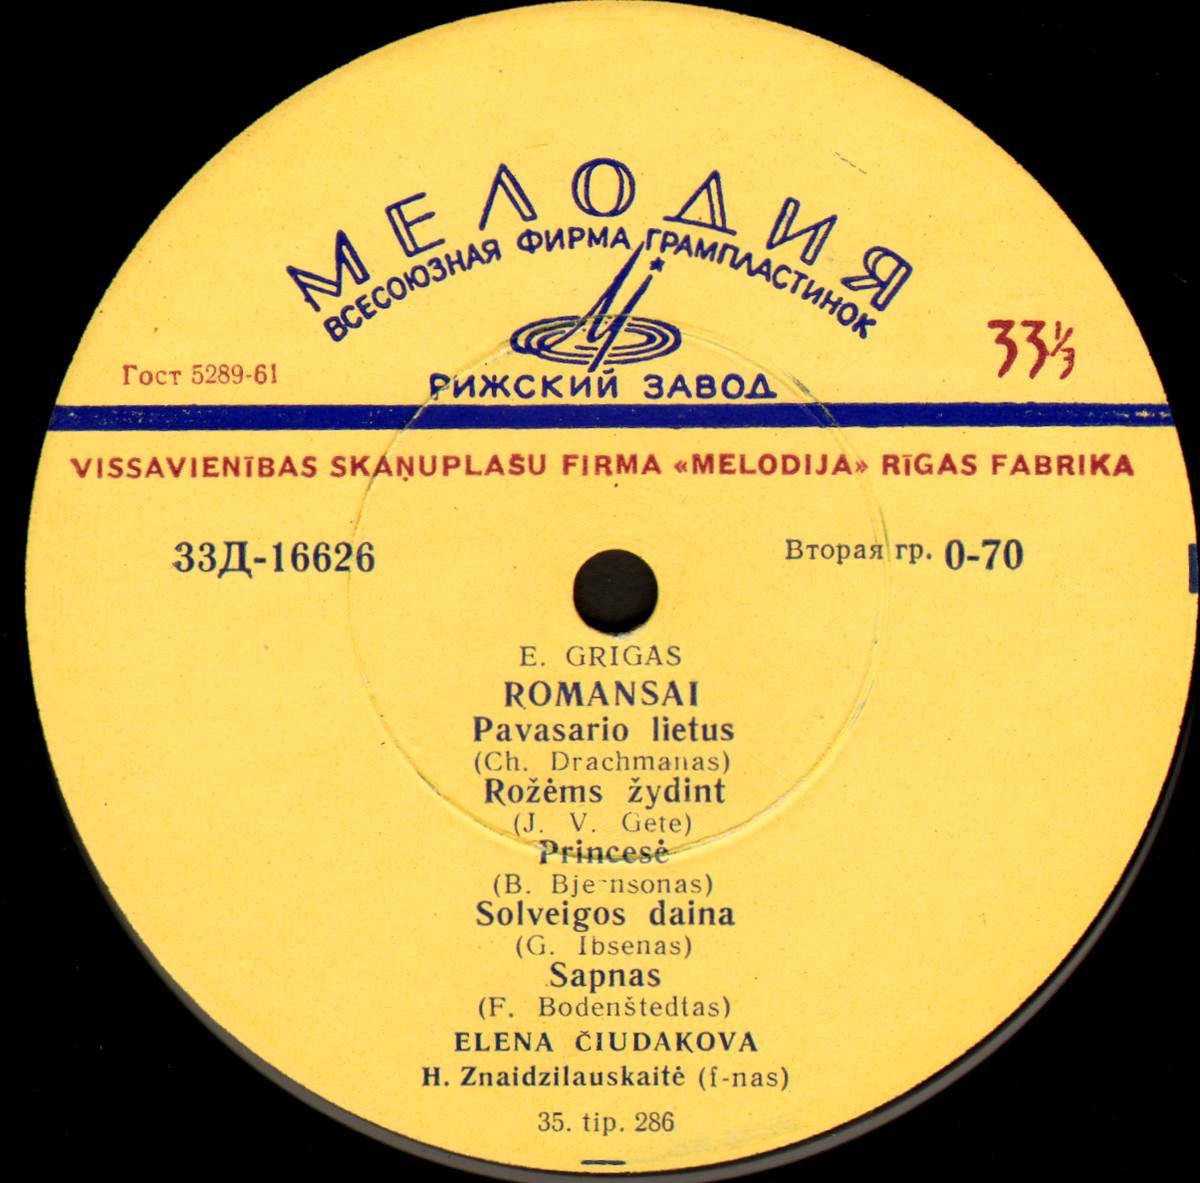 МЕЛОДИЯ
ВСЕСОЮЗНАЯ ФИРМА ГРАМПЛАСТИНОК
Гост 5289-61
33⅓
РИЖСКИЙ ЗАВОД
VISSAVIENĪBAS SKAŅUPLAŠU FIRMA «MELODIJA» RĪGAS FABRIKA
33Д-16626
Вторая гр. 0-70
E. GRIGAS
ROMANSAI
Pavasario lietus
(Ch. Drachmanas)
Rožėms žydint
(J. V. Gete)
Princesė
(B. Bjernsonas)
Solveigos daina
(G. Ibsenas)
Sapnas
(F. Bodenštedtas)
ELENA ČIUDAKOVA
H. Znaidzilauskaitė (f-nas)
35. tip. 286